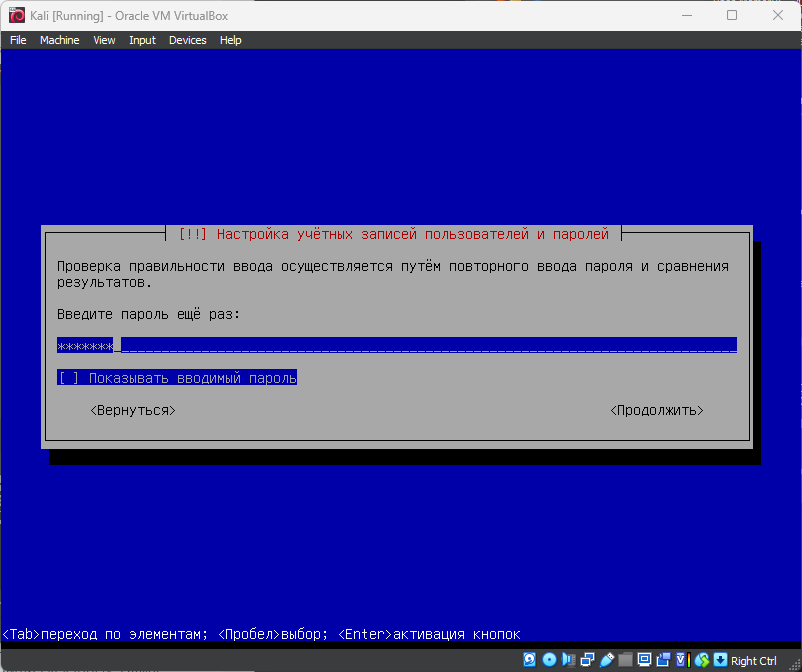 Kali [Running] - Oracle VM VirtualBox
File Machine View Input Devices Help
[!!] Настройка учётных записей пользователей и паролей
Проверка правильности ввода осуществляется путём повторного ввода пароля и сравнения
результатов.
Введите пароль ещё раз:
*******
[ ] Показывать вводимый пароль
<Вернуться> <Продолжить>
<Tab>переход по элементам; <Пробел>выбор; <Enter>активация кнопок
Right Ctrl